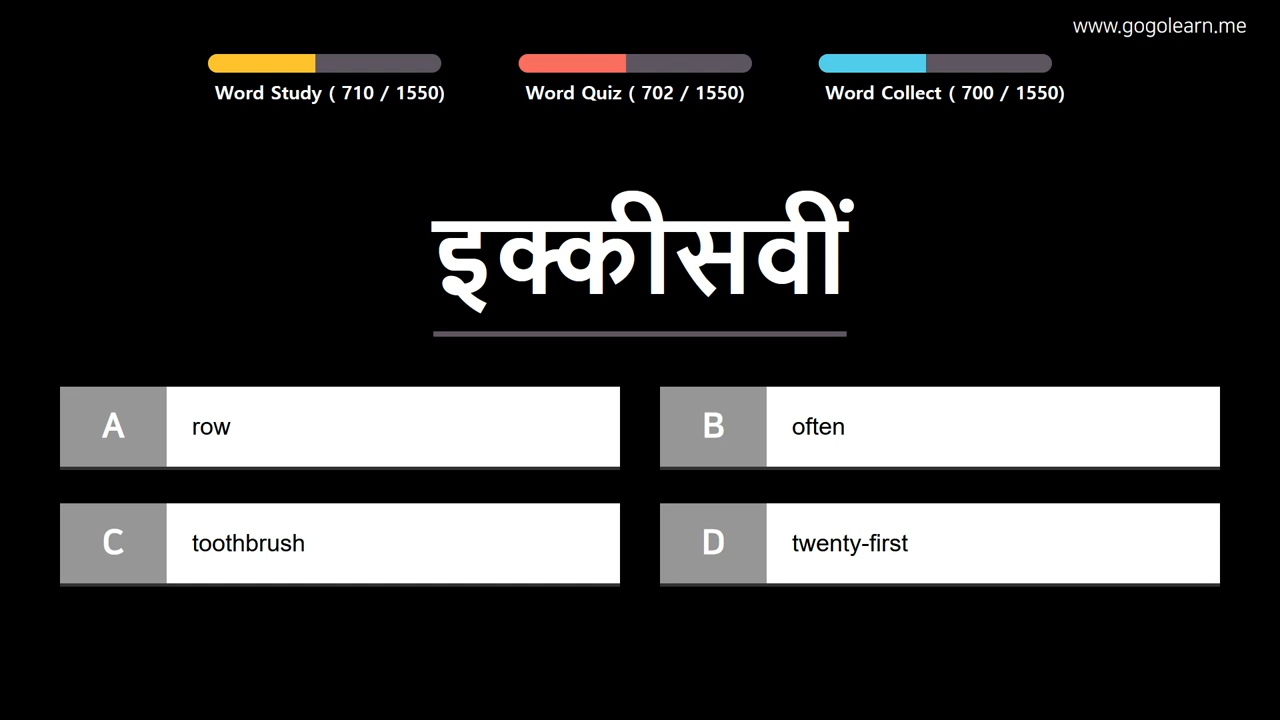 www.gogolearn.me
Word Study ( 710 / 1550)
Word Quiz ( 702 / 1550)
Word Collect ( 700 / 1550)
इक्कीसवीं
A row
B often
C toothbrush
D twenty-first